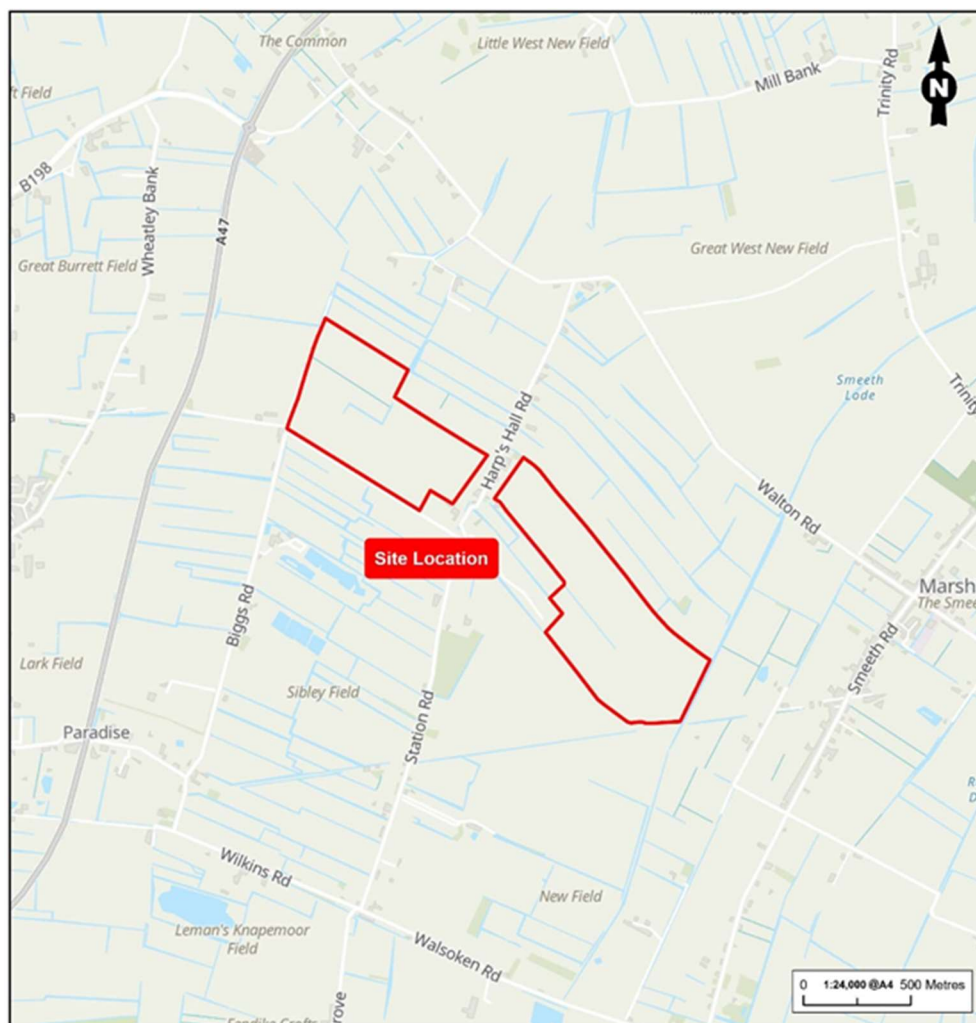 The Common
Little West New Field
Mill Bank
Trinity Rd
N
ft Field
B198
Wheatley Bank
A47
Great Burrett Field
Great West New Field
Smeeth
Lode
Trinity
Harp's Hall Rd
Walton Rd
Site Location
Marsh
The Smee
Biggs Rd
Smeeth Rd
Lark Field
Sibley Field
Station Rd
Paradise
Wilkins Rd
New Field
Leman's Knapemoor
Field
Walsoken Rd
0 1:24,000 @A4 500 Metres